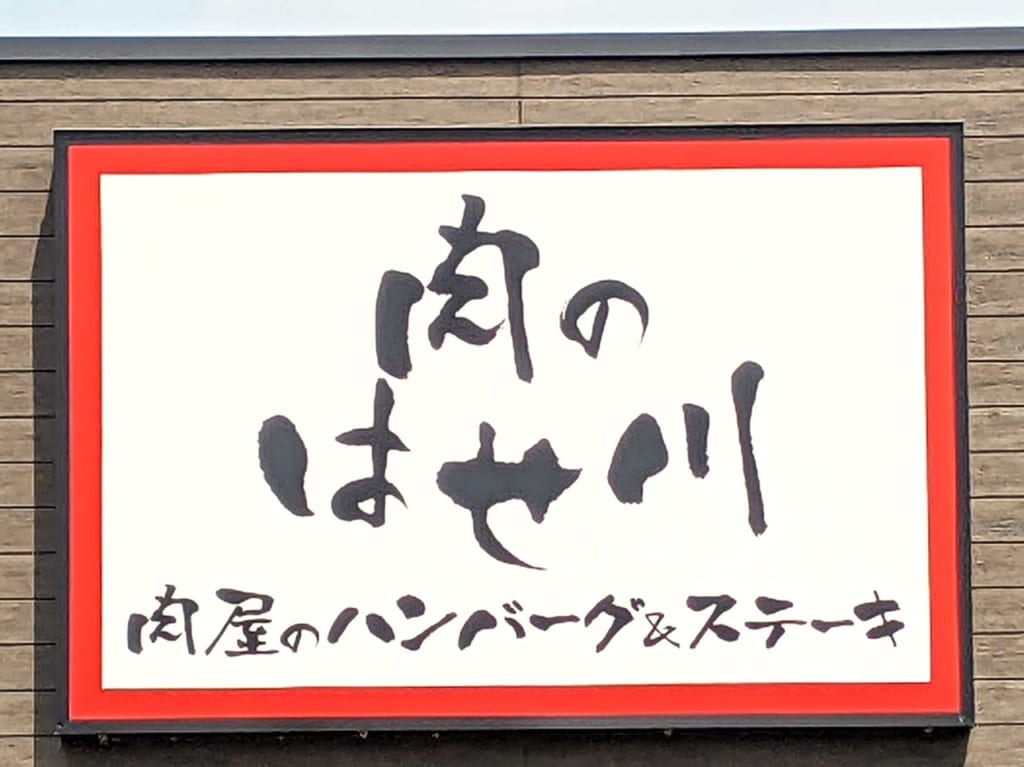 肉の
はせ川
肉屋のハンバーグ&ステーキ